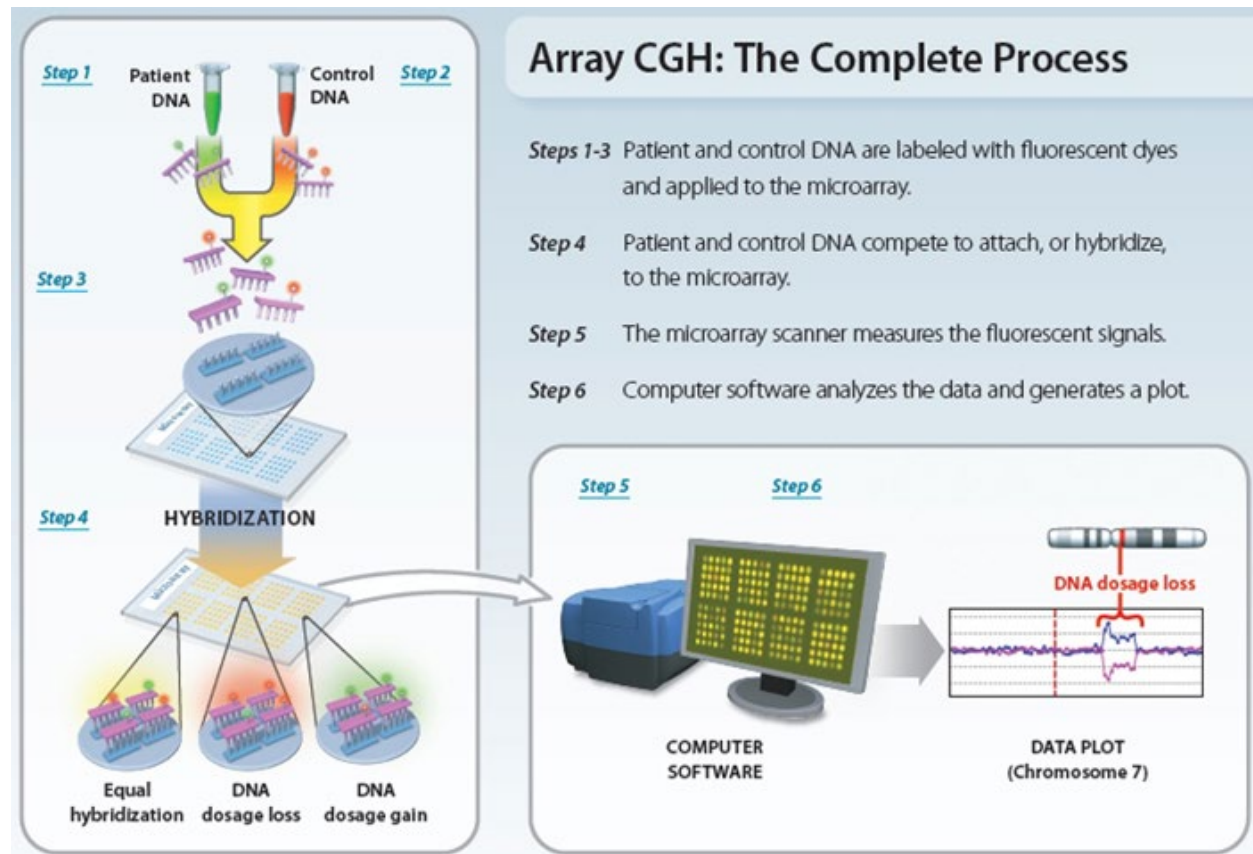 Array CGH: The Complete Process
Step 1
Patient
DNA
Control
DNA
Step 2
Step 3
Step 4
HYBRIDIZATION
Equal
hybridization
DNA
dosage loss
DNA
dosage gain
Steps 1-3 Patient and control DNA are labeled with fluorescent dyes
and applied to the microarray.
Step 4 Patient and control DNA compete to attach, or hybridize,
to the microarray.
Step 5 The microarray scanner measures the fluorescent signals.
Step 6 Computer software analyzes the data and generates a plot.
Step 5
Step 6
DNA dosage loss
COMPUTER
SOFTWARE
DATA PLOT
(Chromosome 7)